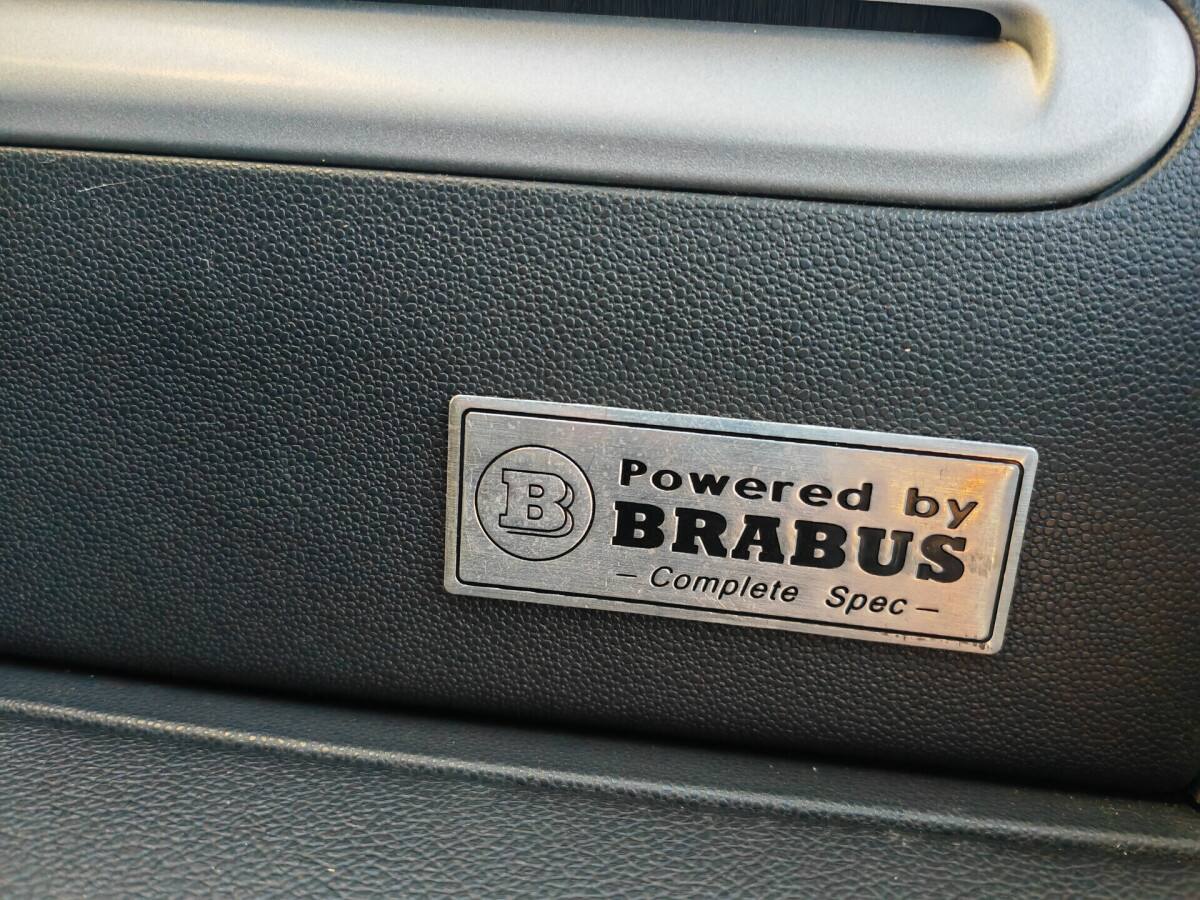 B
Powered by
BRABUS
- Complete Spec -